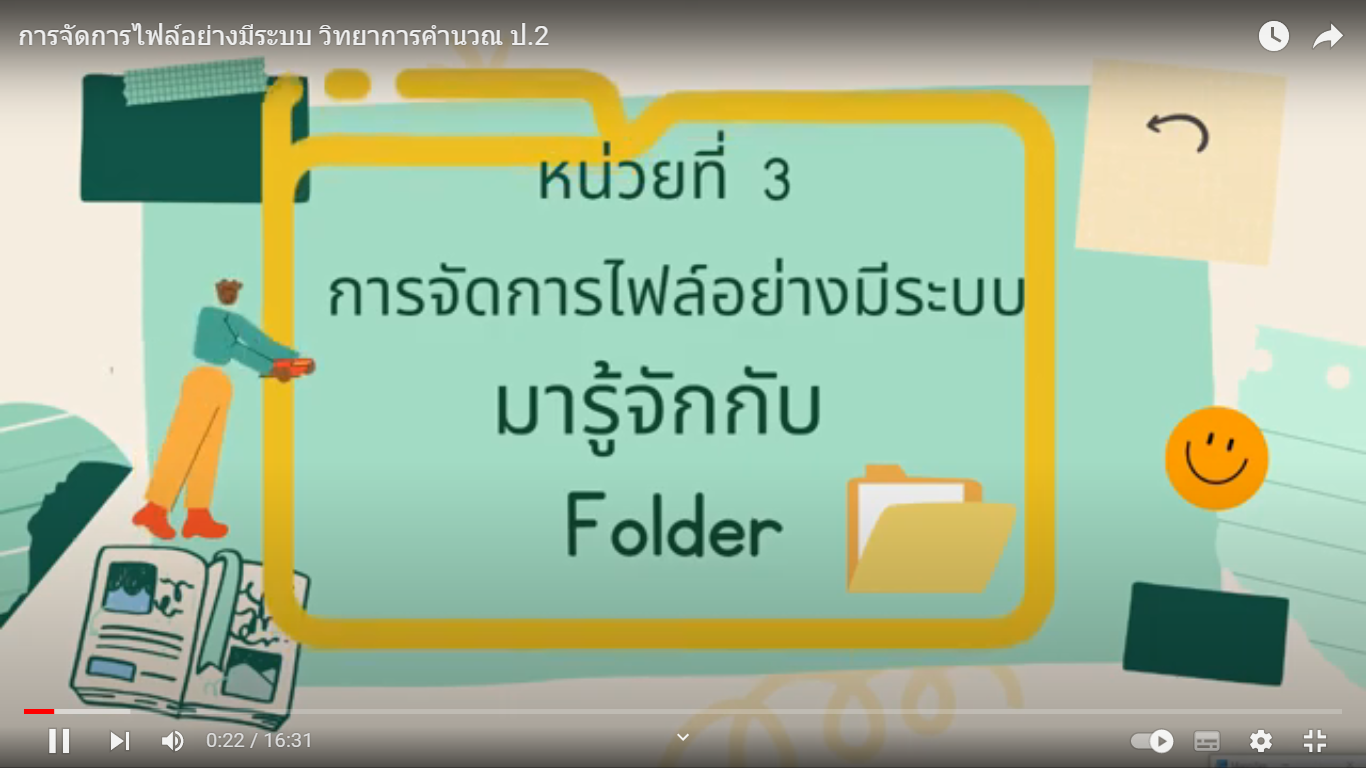 การจัดการไฟล์อย่างมีระบบ วิทยาการคำนวณ ป.2
หน่วยที่ 3
การจัดการไฟล์อย่างมีระบบ
มารู้จักกับ
Folder
0:22 / 16:31